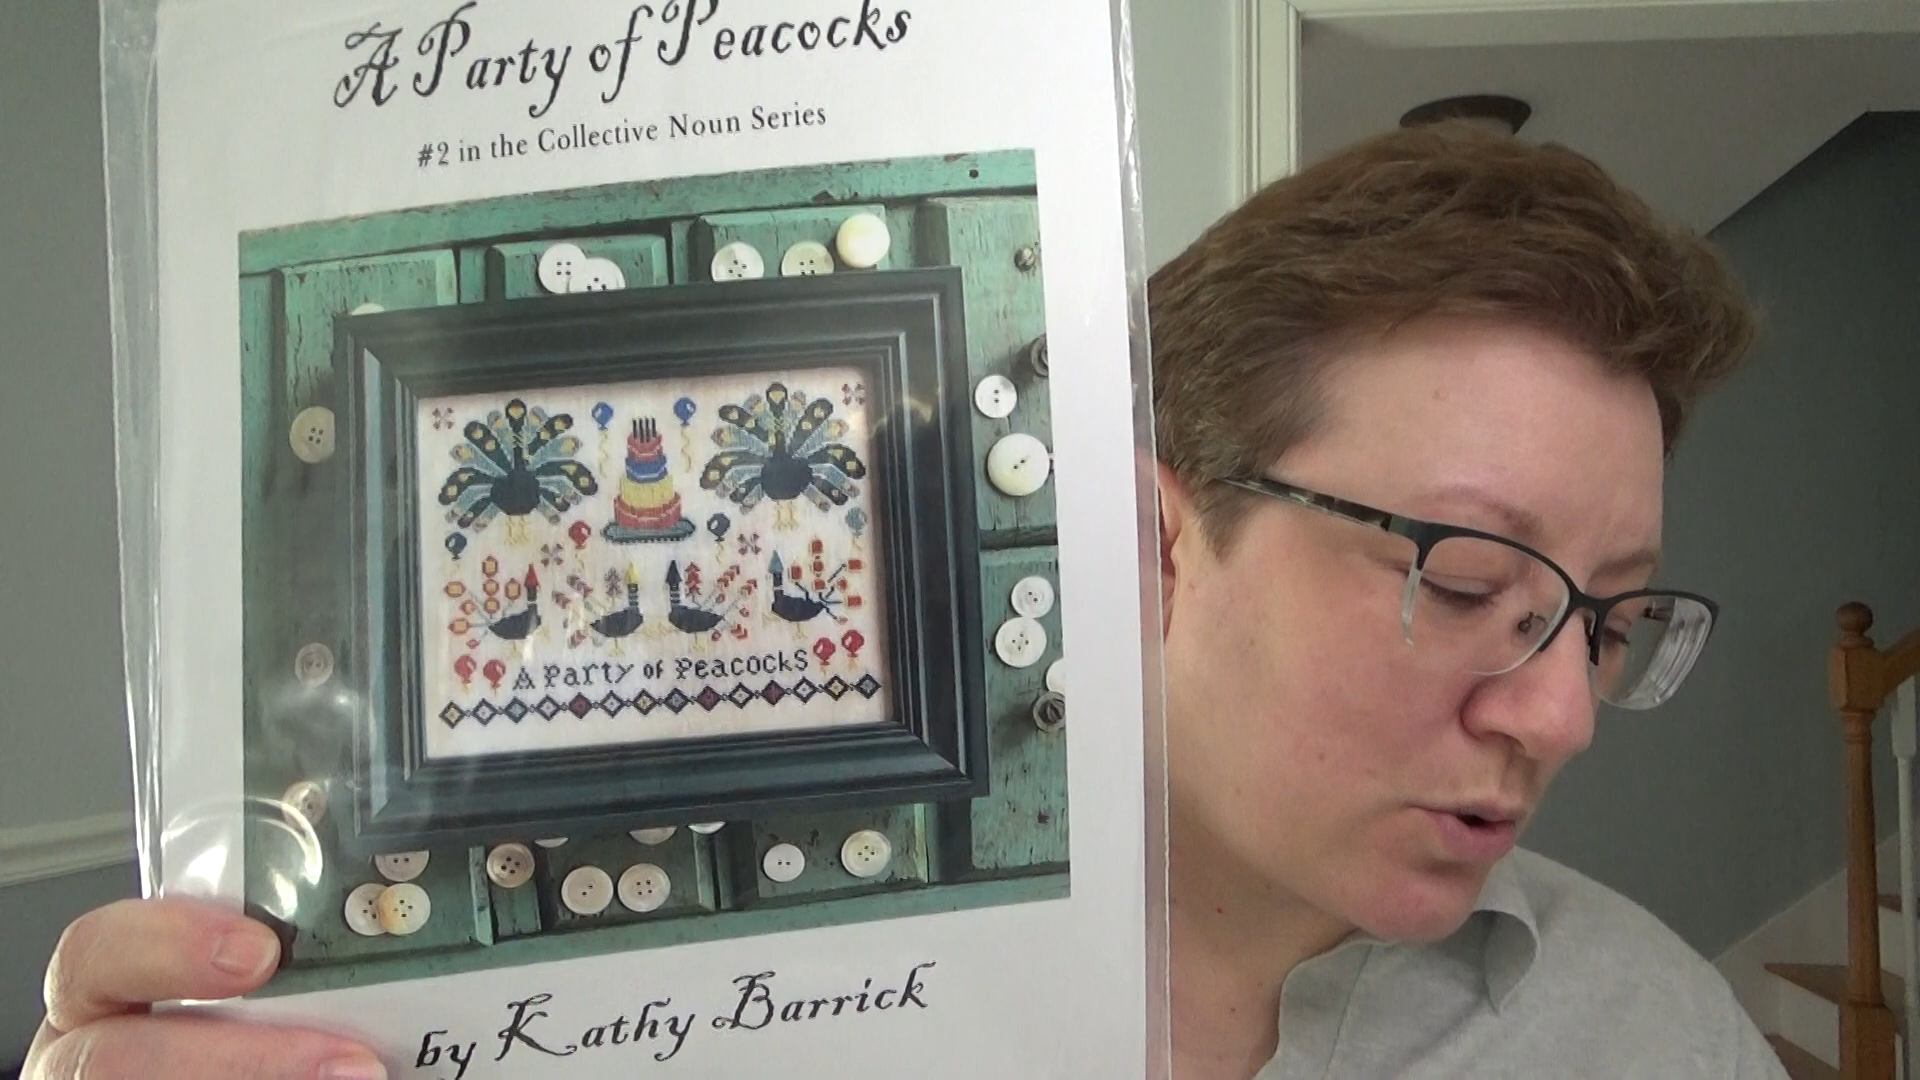 A Party of Peacocks
#2 in the Collective Noun Series
A Party of Peacocks
by Kathy Barrick